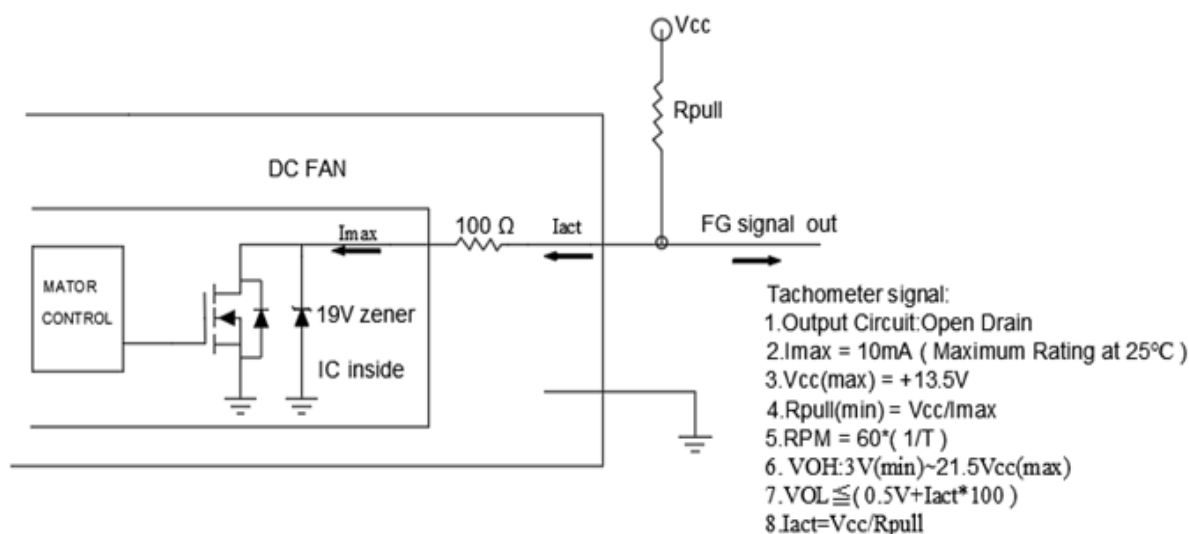 Vcc
Rpull
DC FAN
Imax
100 Ω
Iact
FG signal out
MATOR
CONTROL
19V zener
IC inside
Tachometer signal:
1.Output Circuit:Open Drain
2.Imax = 10mA ( Maximum Rating at 25ºC )
3.Vcc(max) = +13.5V
4.Rpull(min) = Vcc/Imax
5.RPM = 60*( 1/T )
6. VOH:3V(min)~21.5Vcc(max)
7.VOL≦( 0.5V+Iact*100 )
8.Iact=Vcc/Rpull